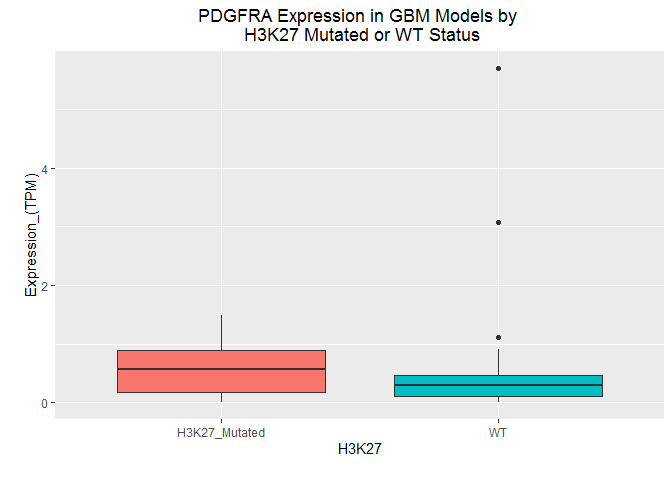 PDGFRA Expression in GBM Models by
H3K27 Mutated or WT Status
Expression_(TPM)
4
2
0
H3K27_Mutated
WT
H3K27